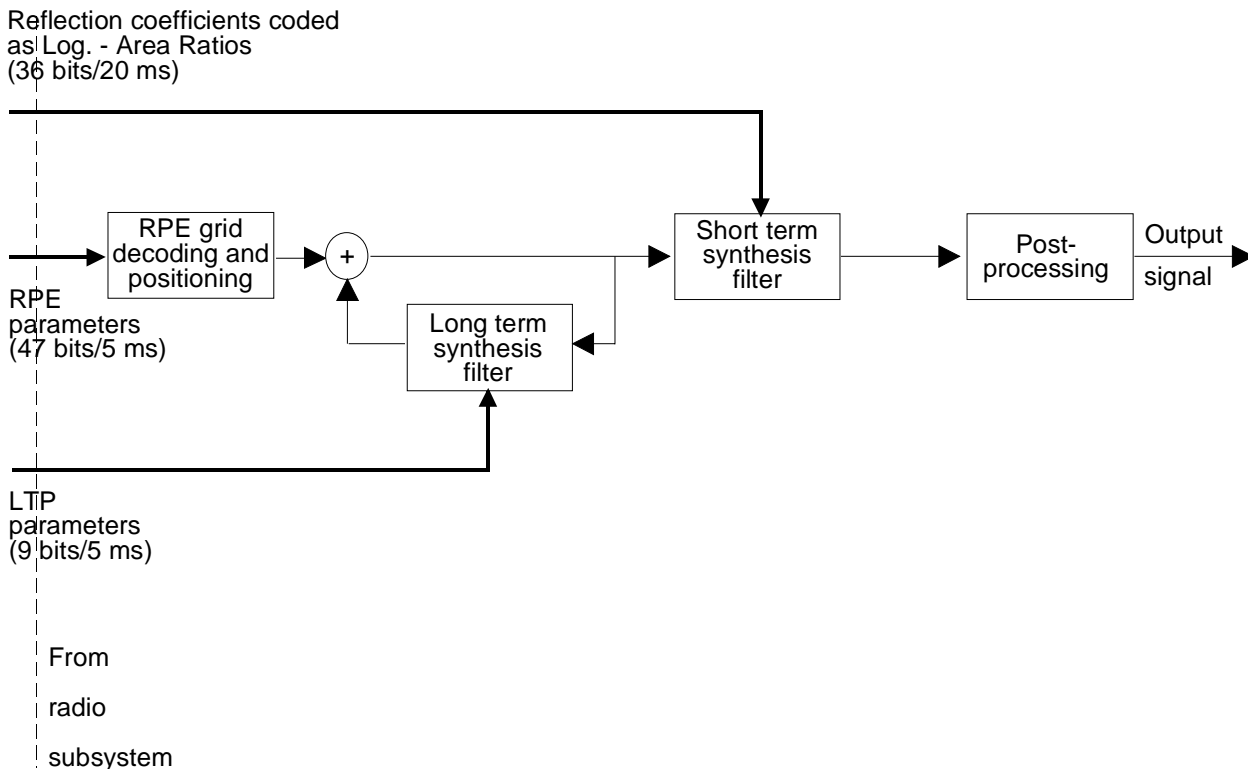 Reflection coefficients coded
as Log. - Area Ratios
(36 bits/20 ms)
RPE grid
decoding and
positioning
+
Short term
synthesis
filter
Post-
processing
Output
signal
RPE
parameters
(47 bits/5 ms)
Long term
synthesis
filter
LTP
parameters
(9 bits/5 ms)
From
radio
subsystem